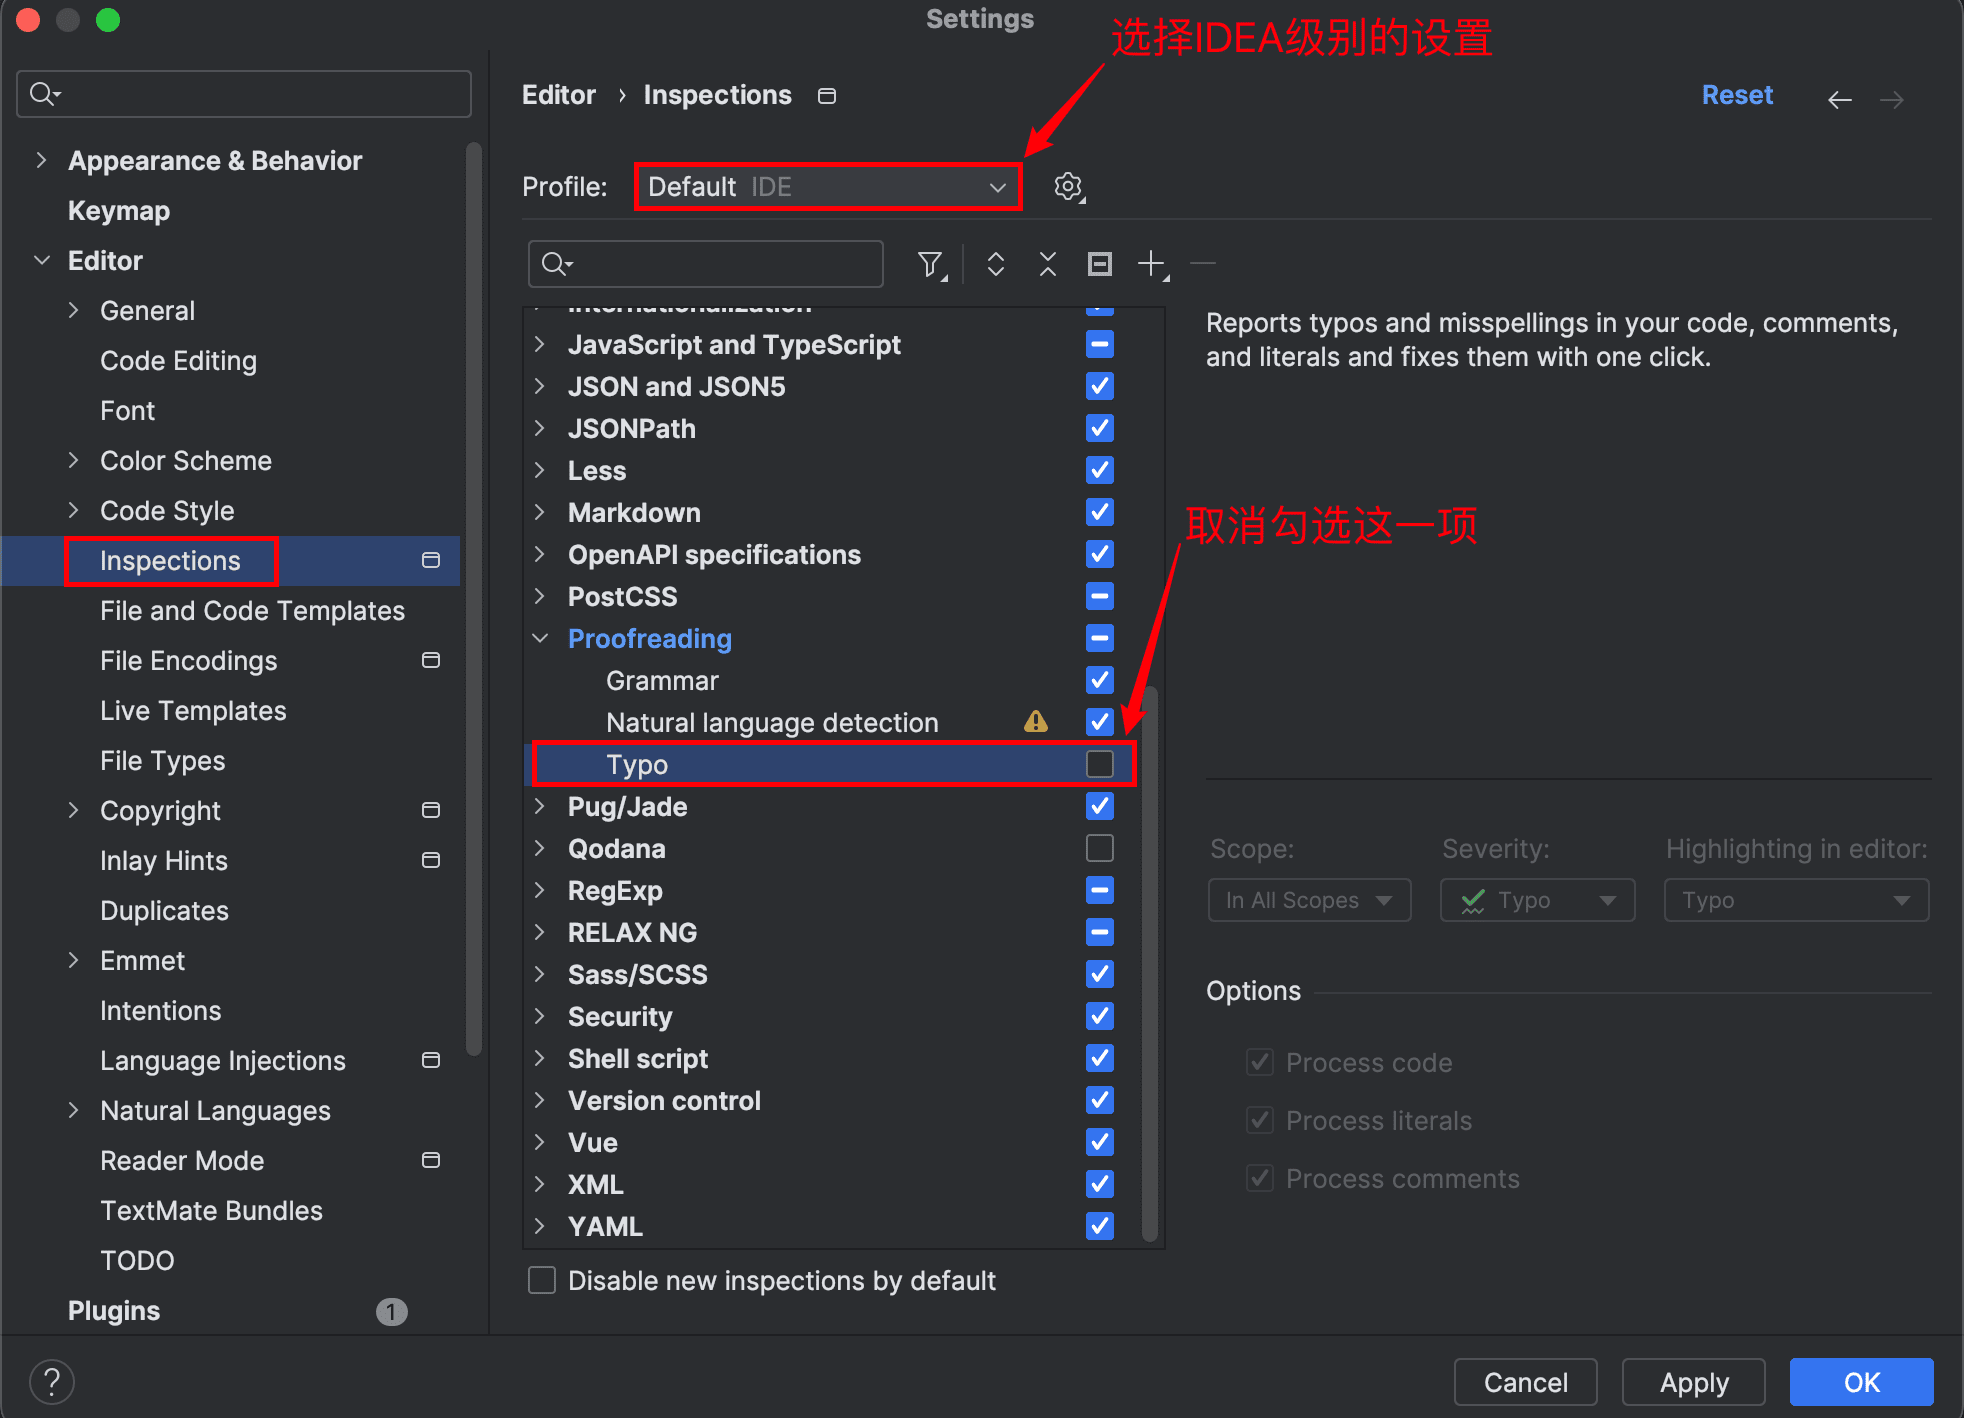 Settings
选择IDEA级别的设置
Editor › Inspections
Reset
Appearance & Behavior
Keymap
Editor
General
Code Editing
Font
Color Scheme
Code Style
Inspections
File and Code Templates
File Encodings
Live Templates
File Types
Copyright
Inlay Hints
Duplicates
Emmet
Intentions
Language Injections
Natural Languages
Reader Mode
TextMate Bundles
TODO
Plugins 1
Profile: Default IDE
Internationalization
JavaScript and TypeScript
JSON and JSON5
JSONPath
Less
Markdown
OpenAPI specifications
PostCSS
Proofreading
Grammar
Natural language detection
Typo
Pug/Jade
Qodana
RegExp
RELAX NG
Sass/SCSS
Security
Shell script
Version control
Vue
XML
YAML
Disable new inspections by default
Reports typos and misspellings in your code, comments,
and literals and fixes them with one click.
取消勾选这一项
Scope: Severity: Highlighting in editor:
In All Scopes Typo Typo
Options
Process code
Process literals
Process comments
? Cancel Apply OK